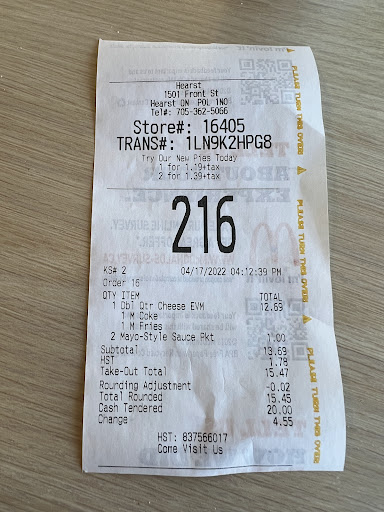 Hearst
1501 Front St
Hearst ON P0L 1N0
Tel#: 705-362-5066
Store#: 16405
TRANS#: 1LN9K2HPG8
Try Our New Pies Today
1 for 1.19+tax
2 for 1.39+tax
216
KS# 2 04/17/2022 04:12:39 PM
Order 16
QTY ITEM TOTAL
1 Dbl Qtr Cheese EVM 12.69
1 M Coke
1 M Fries
2 Mayo-Style Sauce Pkt 1.00
Subtotal 13.69
HST 1.78
Take-Out Total 15.47
Rounding Adjustment -0.02
Total Rounded 15.45
Cash Tendered 20.00
Change 4.55
HST: 837566017
Come Visit Us
PLEASE TURN THIS OVER!
PLEASE TURN THIS OVER!
PLEASE TURN THIS OVER!